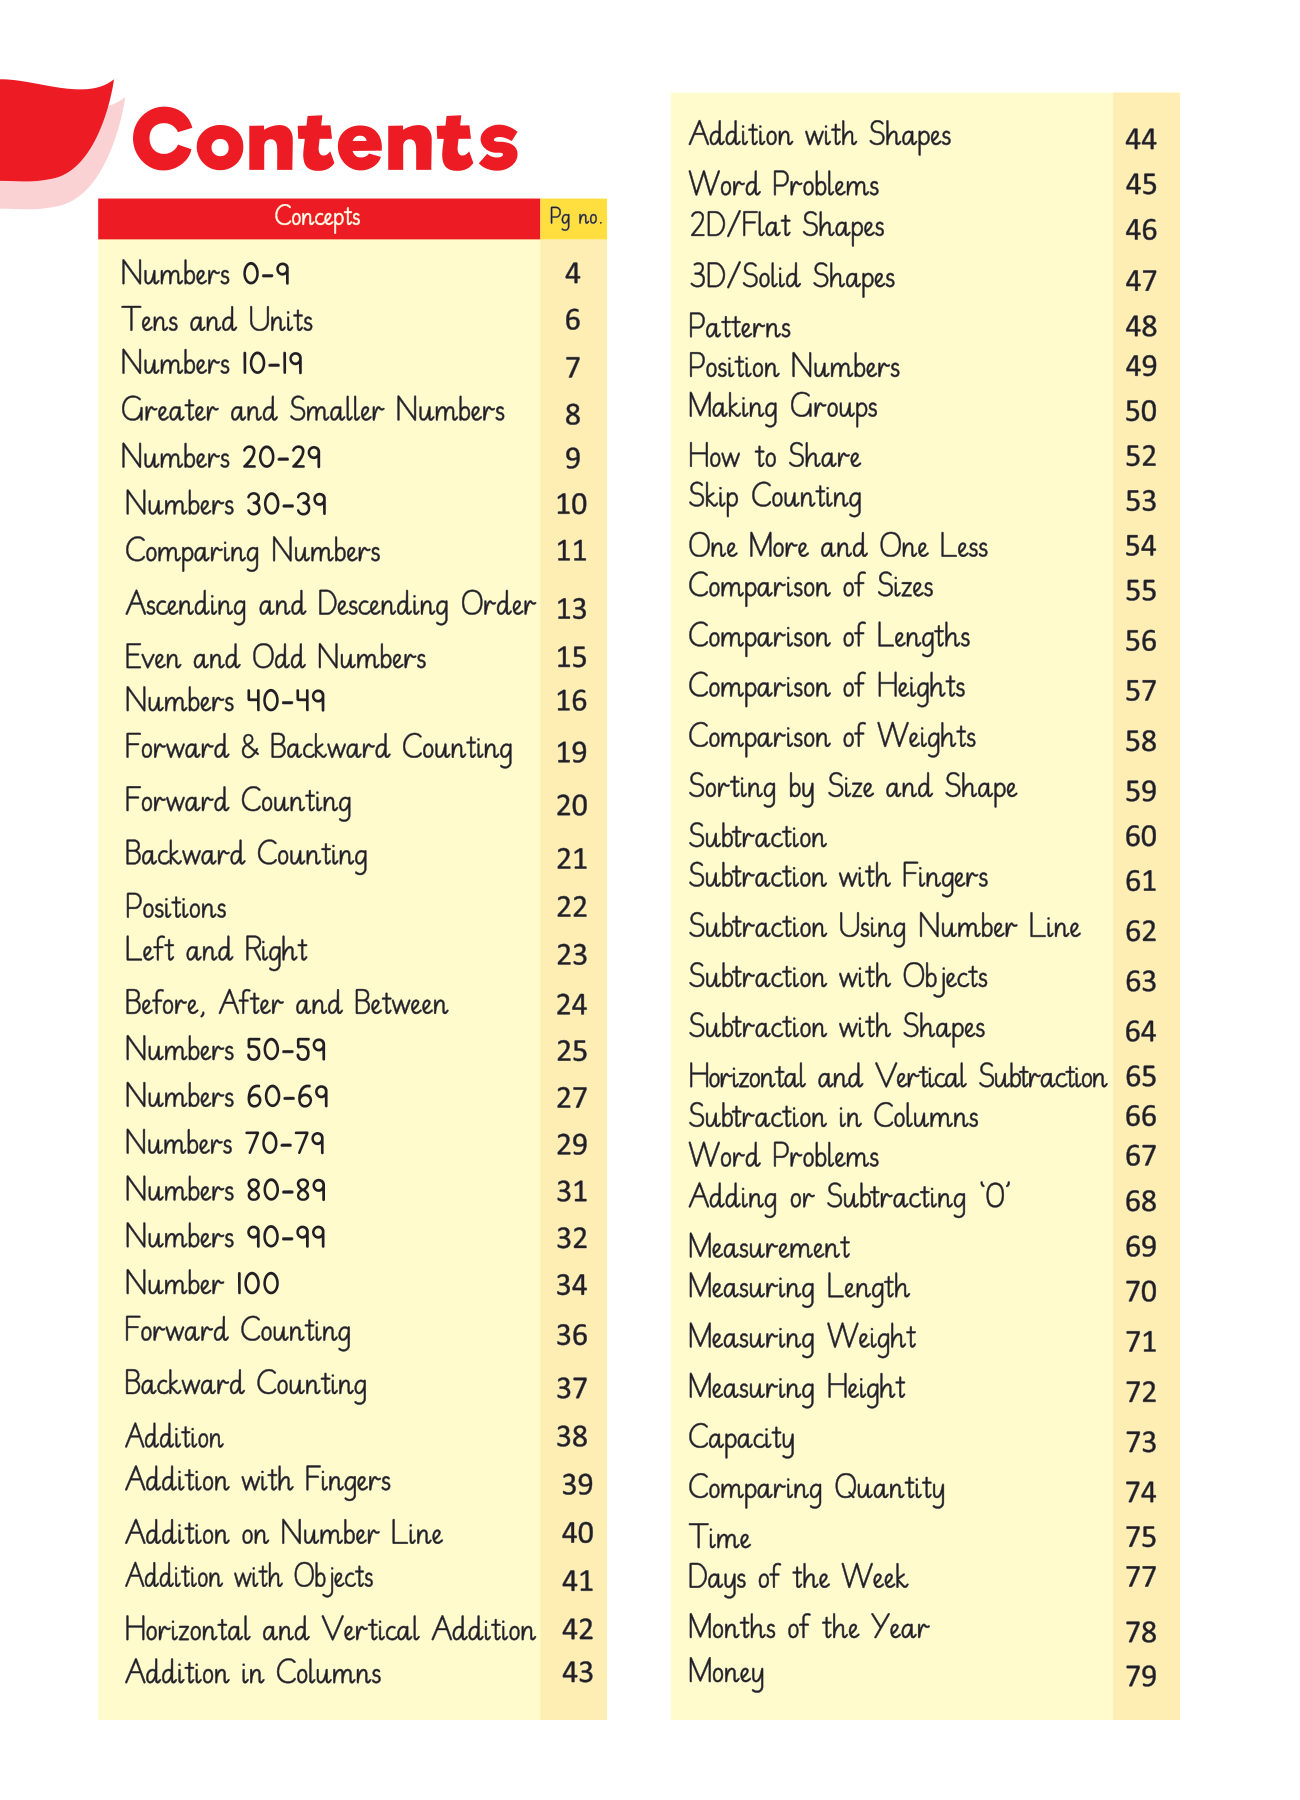 Contents
Concepts Pg no.
Numbers 0-9 4
Tens and Units 6
Numbers 10-19 7
Greater and Smaller Numbers 8
Numbers 20-29 9
Numbers 30-39 10
Comparing Numbers 11
Ascending and Descending Order 13
Even and Odd Numbers 15
Numbers 40-49 16
Forward & Backward Counting 19
Forward Counting 20
Backward Counting 21
Positions 22
Left and Right 23
Before, After and Between 24
Numbers 50-59 25
Numbers 60-69 27
Numbers 70-79 29
Numbers 80-89 31
Numbers 90-99 32
Number 100 34
Forward Counting 36
Backward Counting 37
Addition 38
Addition with Fingers 39
Addition on Number Line 40
Addition with Objects 41
Horizontal and Vertical Addition 42
Addition in Columns 43
Addition with Shapes 44
Word Problems 45
2D/Flat Shapes 46
3D/Solid Shapes 47
Patterns 48
Position Numbers 49
Making Groups 50
How to Share 52
Skip Counting 53
One More and One Less 54
Comparison of Sizes 55
Comparison of Lengths 56
Comparison of Heights 57
Comparison of Weights 58
Sorting by Size and Shape 59
Subtraction 60
Subtraction with Fingers 61
Subtraction Using Number Line 62
Subtraction with Objects 63
Subtraction with Shapes 64
Horizontal and Vertical Subtraction 65
Subtraction in Columns 66
Word Problems 67
Adding or Subtracting ‘0’ 68
Measurement 69
Measuring Length 70
Measuring Weight 71
Measuring Height 72
Capacity 73
Comparing Quantity 74
Time 75
Days of the Week 77
Months of the Year 78
Money 79